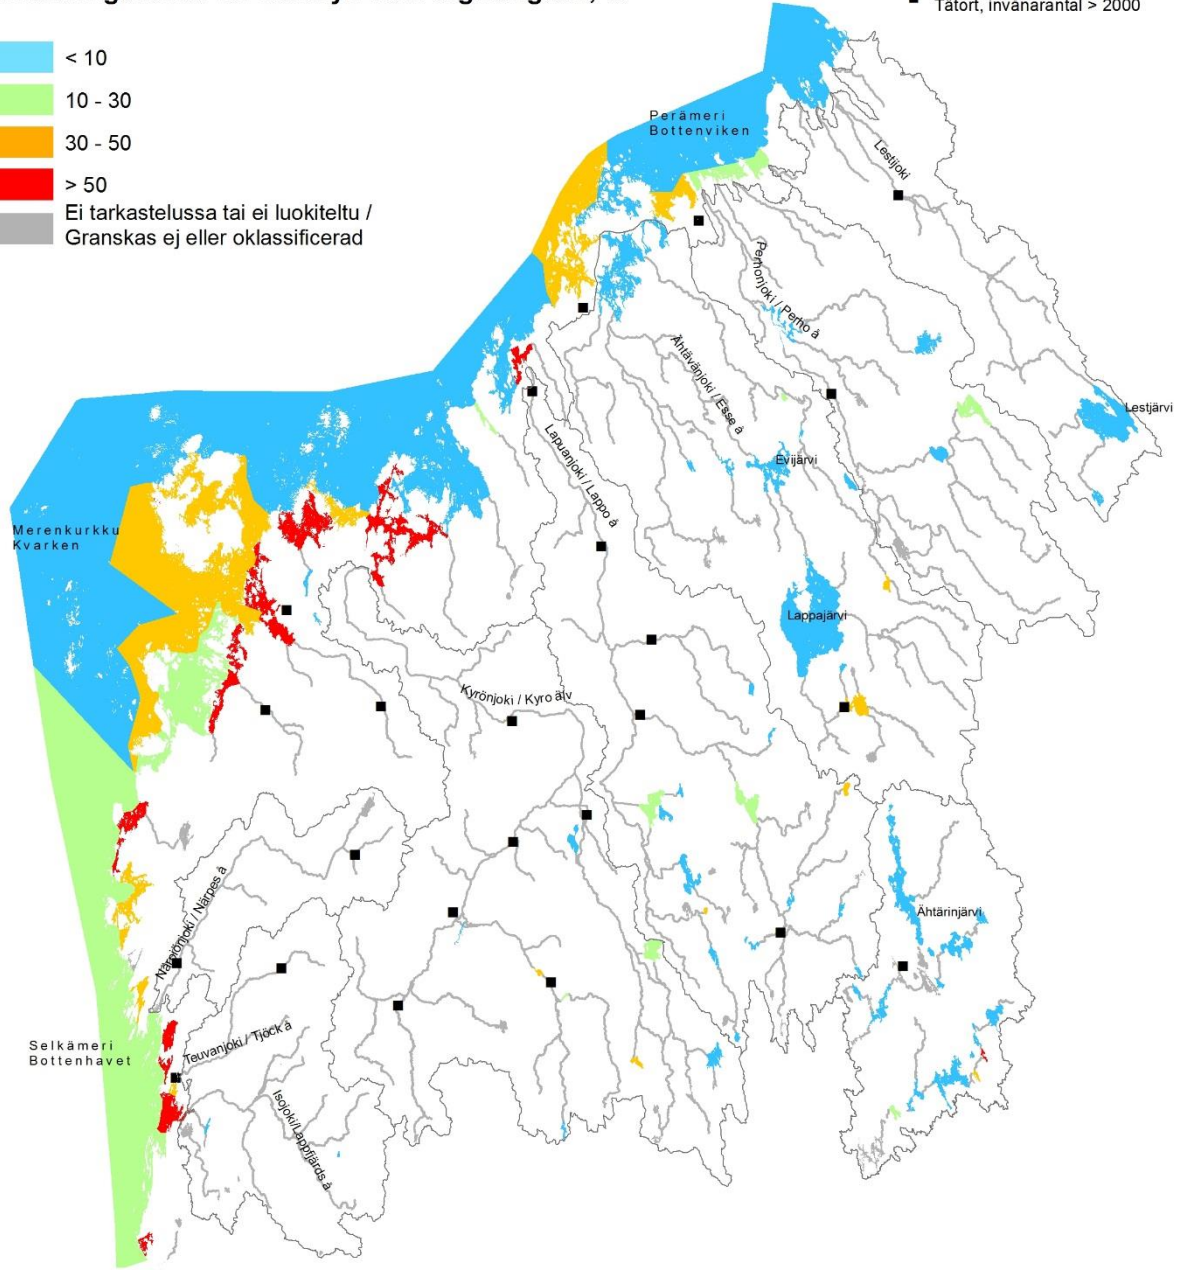 Tätort, invånarantal > 2000
< 10
10 - 30
30 - 50
> 50
Ei tarkastelussa tai ei luokiteltu /
Granskas ej eller oklassificerad
Perämeri
Bottenviken
Lestijoki
Perhonjoki / Perho å
Ähtävänjoki / Esse å
Lestjärvi
Evijärvi
Lapuanjoki / Lappo å
Merenkurkku
Kvarken
Lappajärvi
Kyrönjoki / Kyro älv
Närpiönjoki / Närpes å
Ähtärinjärvi
Selkämeri
Bottenhavet
Teuvanjoki / Tjöck å
Isojoki/Lappfjärds å